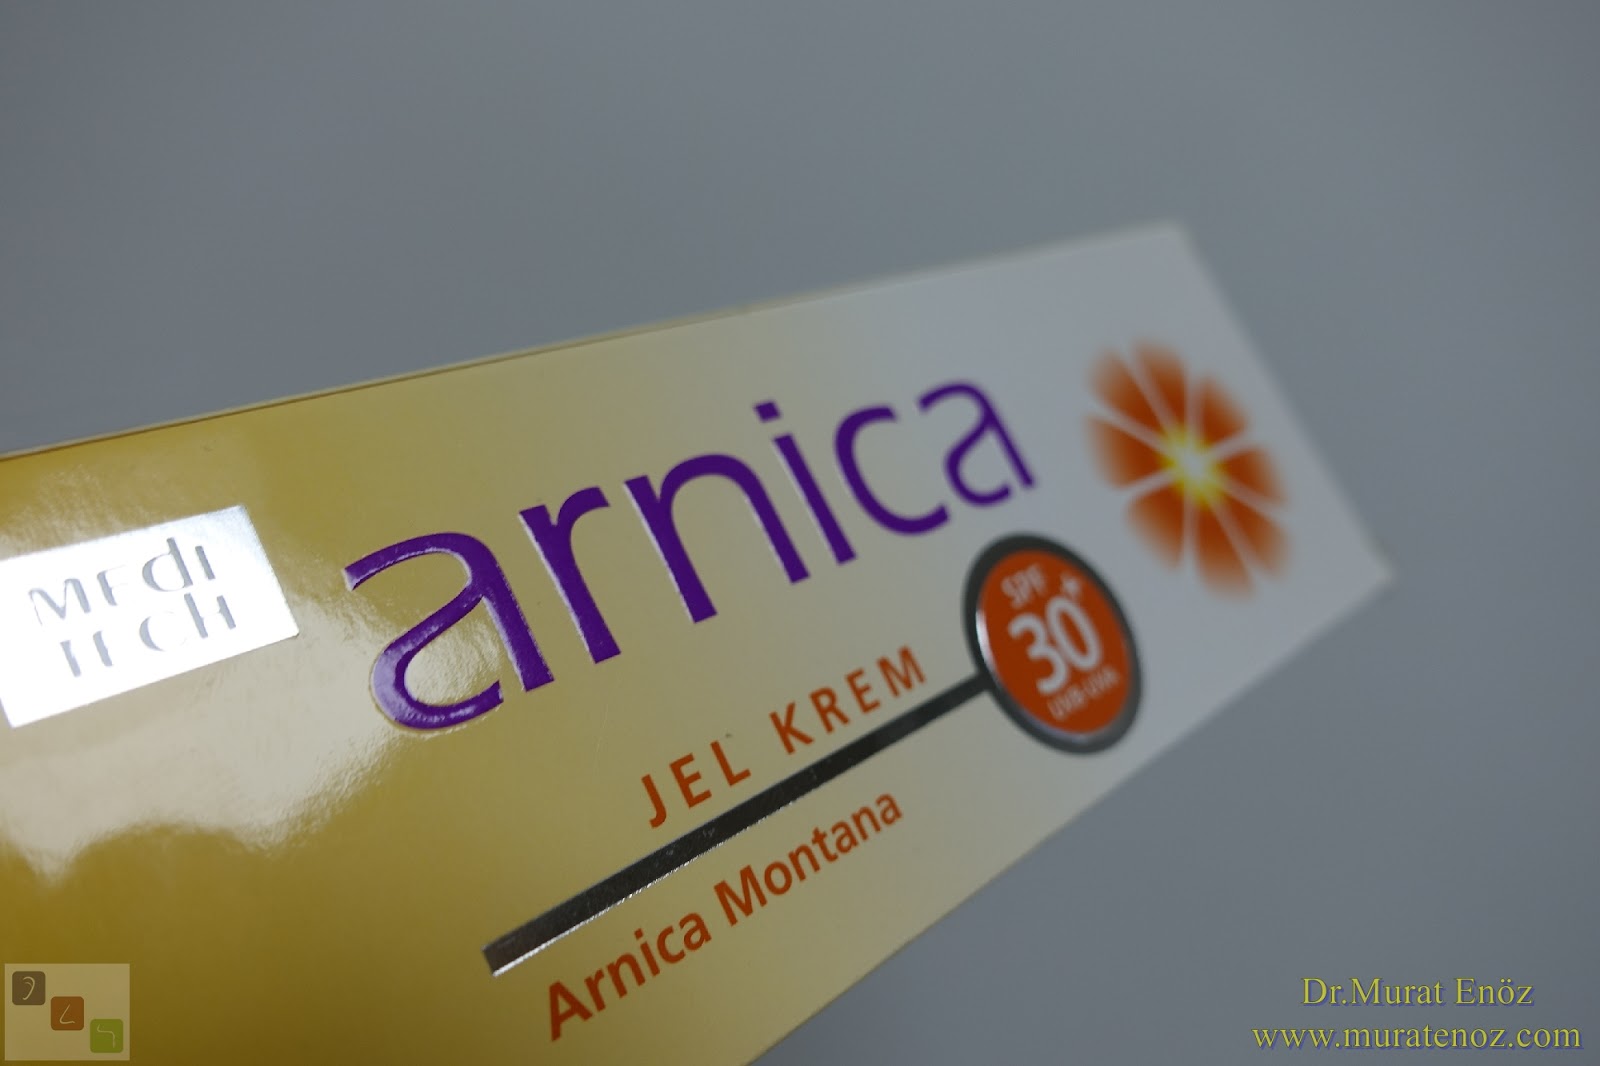 MEdi
TECH
arnica
JEL KREM
SPF
30+
UVB-UVA
Arnica Montana
Dr.Murat Enöz
www.muratenoz.com